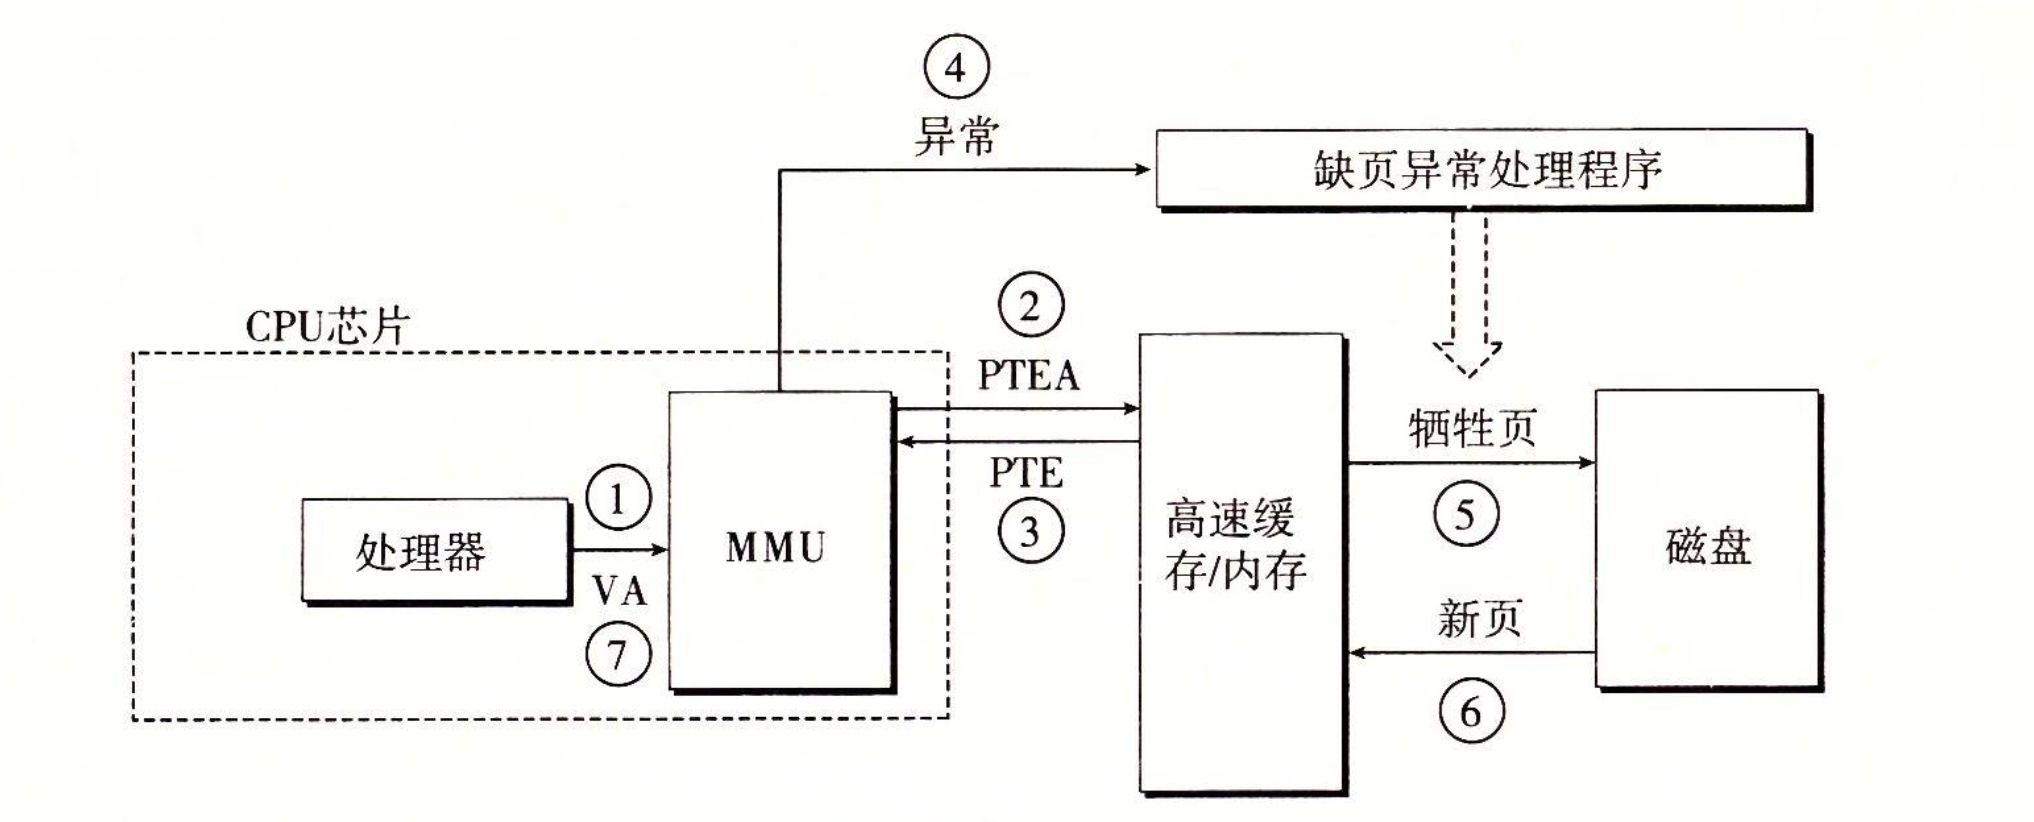 ④
异常
缺页异常处理程序
②
CPU芯片
PTEA
牺牲页
①
PTE
⑤
处理器
MMU
③
高速缓
存/内存
磁盘
VA
新页
⑦
⑥